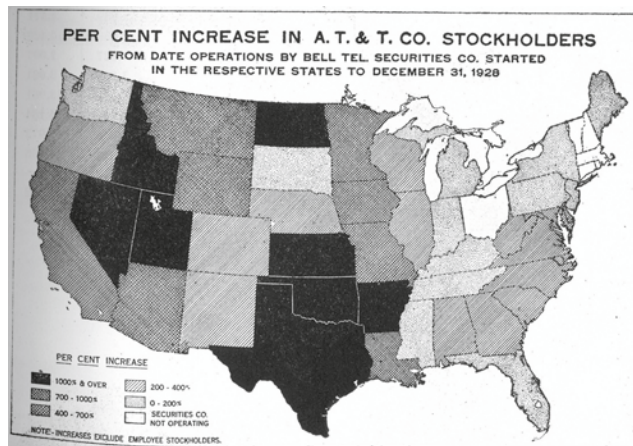 PER CENT INCREASE IN A. T. & T. CO. STOCKHOLDERS
FROM DATE OPERATIONS BY BELL TEL. SECURITIES CO. STARTED
IN THE RESPECTIVE STATES TO DECEMBER 31, 1928
PER CENT INCREASE
1000% & OVER
700 - 1000%
400 - 700%
200 - 400%
0 - 200%
SECURITIES CO.
NOT OPERATING
NOTE:- INCREASES EXCLUDE EMPLOYEE STOCKHOLDERS.